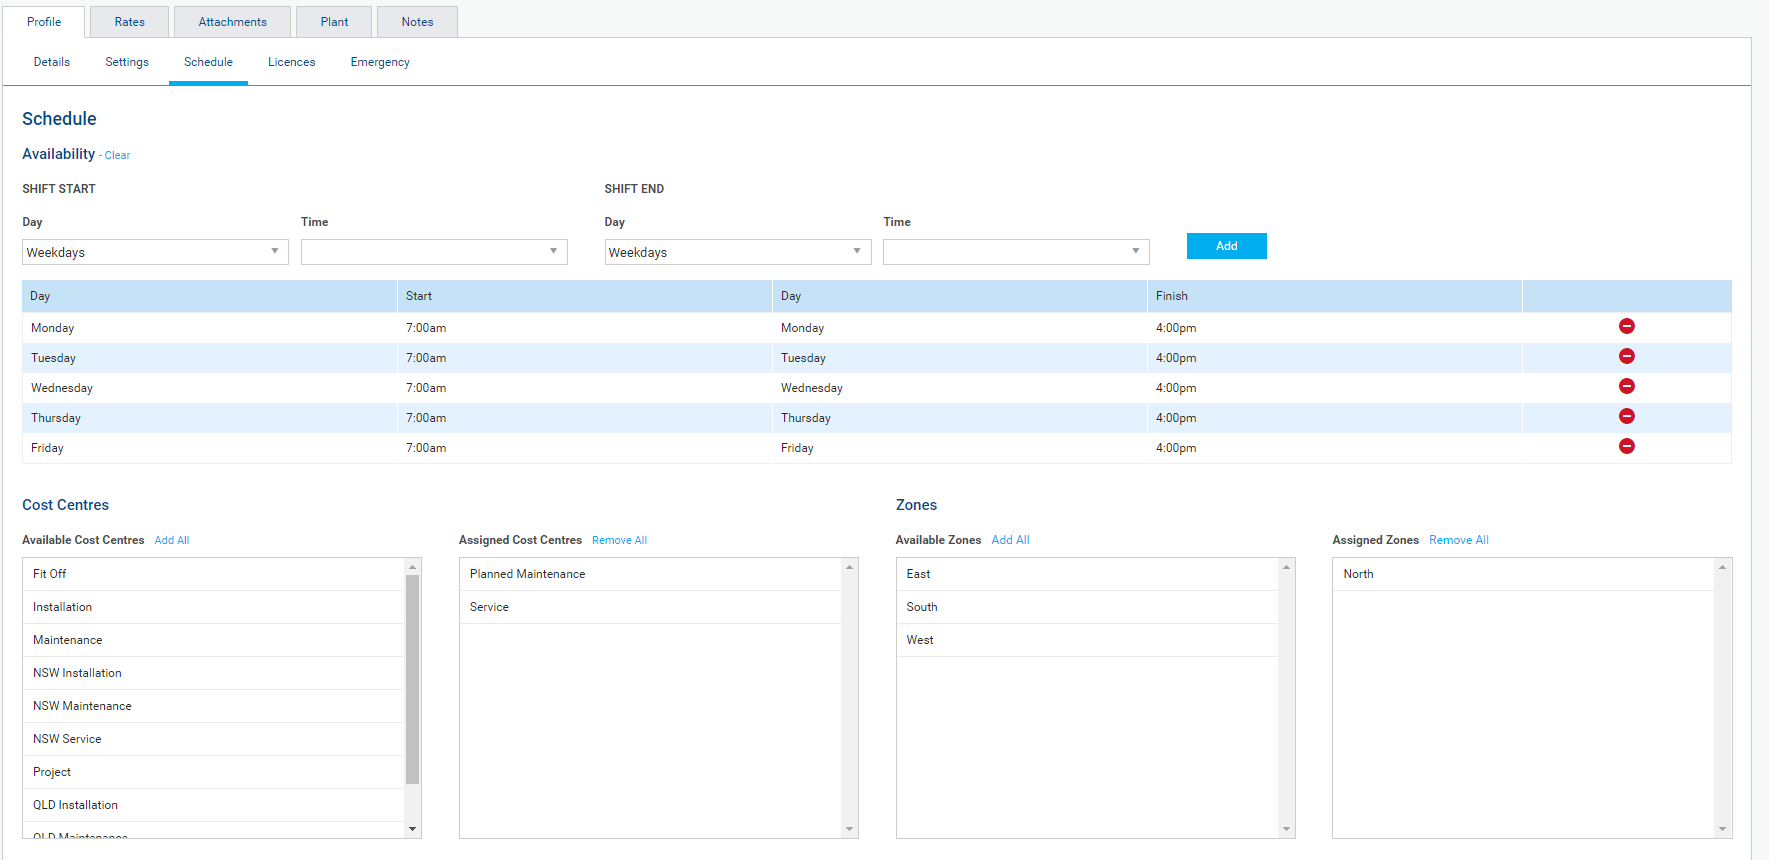 Profile Rates Attachments Plant Notes
Details Settings Schedule Licences Emergency
Schedule
Availability - Clear
SHIFT START SHIFT END
Day Time Day Time
Weekdays Weekdays Add
Day Start Day Finish
Monday 7:00am Monday 4:00pm
Tuesday 7:00am Tuesday 4:00pm
Wednesday 7:00am Wednesday 4:00pm
Thursday 7:00am Thursday 4:00pm
Friday 7:00am Friday 4:00pm
Cost Centres Zones
Available Cost Centres Add All Assigned Cost Centres Remove All Available Zones Add All Assigned Zones Remove All
Fit Off Planned Maintenance East North
Installation Service South
Maintenance West
NSW Installation
NSW Maintenance
NSW Service
Project
QLD Installation
QLD Maintenance